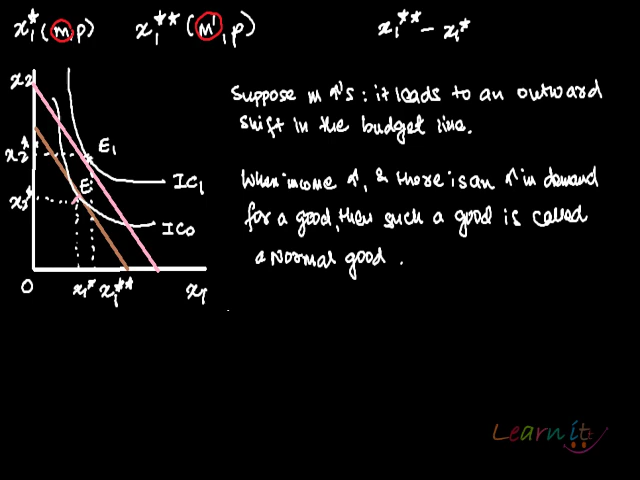 x₁*(m,p) x₁**(m',p) x₁** - x₁*
x₂
Suppose m ↑'s : it leads to an outward
shift in the budget line.
E₁
x₂*
When income ↑, & there is an ↑ in demand
IC₁
E
for a good, then such a good is called
IC₀
a Normal good.
O x₁* x₁** x₁
Learnit